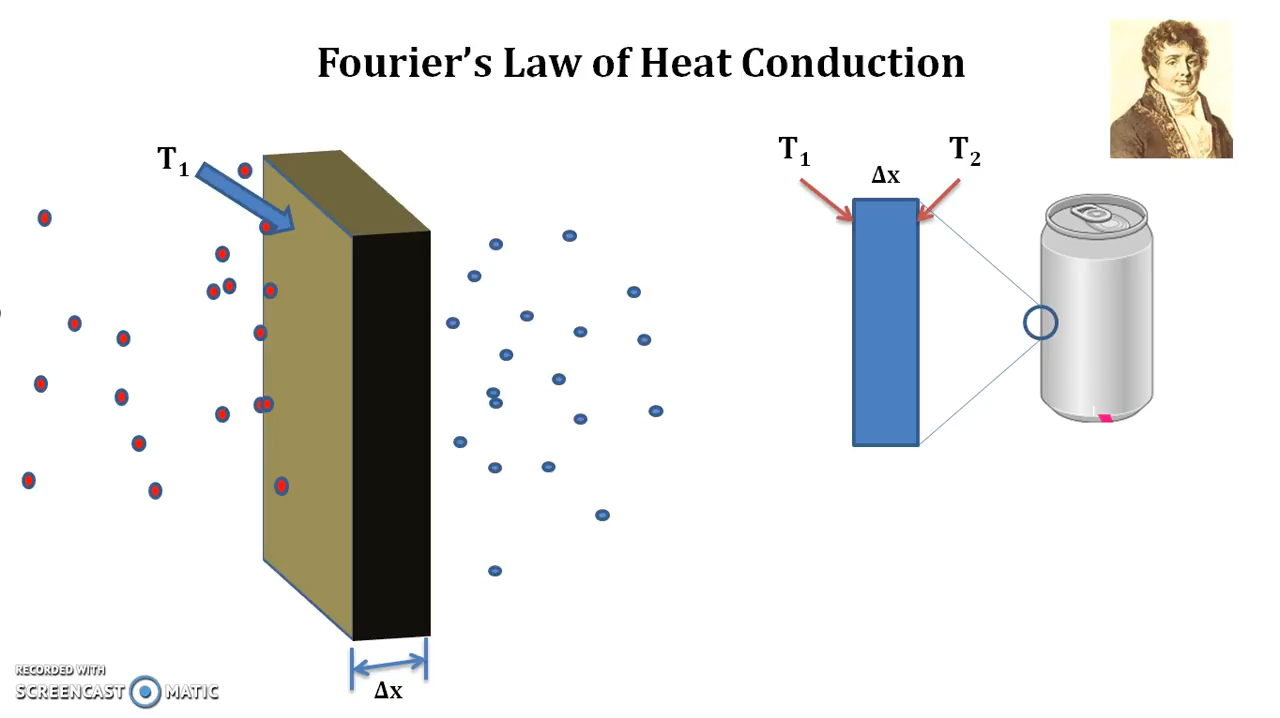 Fourier’s Law of Heat Conduction
T1
T1
T2
Δx
Δx
RECORDED WITH
SCREENCAST MATIC